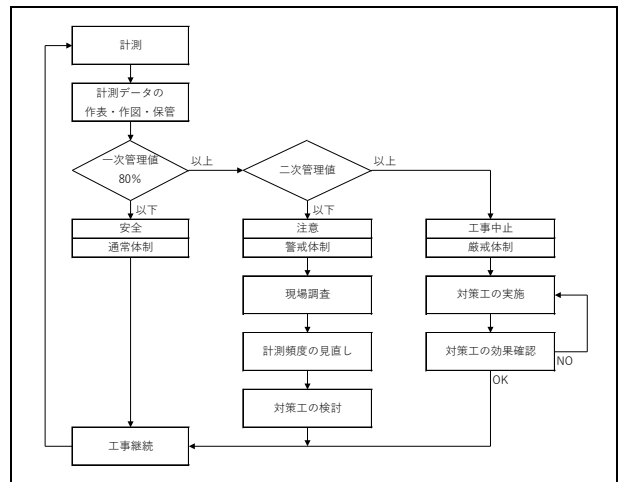 計測
計測データの
作表・作図・保管
一次管理値
80%
以上
二次管理値
以上
以下
以下
安全
通常体制
注意
警戒体制
工事中止
厳戒体制
現場調査
対策工の実施
計測頻度の見直し
対策工の効果確認
NO
OK
対策工の検討
工事継続